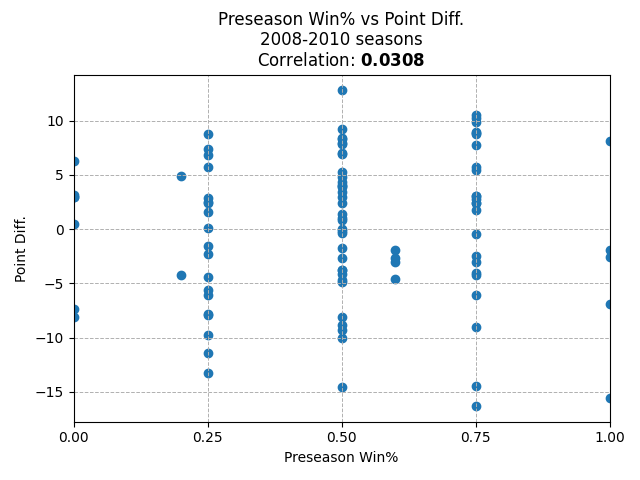 Preseason Win% vs Point Diff.
2008-2010 seasons
Correlation: 0.0308
10
5
0
−5
−10
−15
Point Diff.
0.00 0.25 0.50 0.75 1.00
Preseason Win%